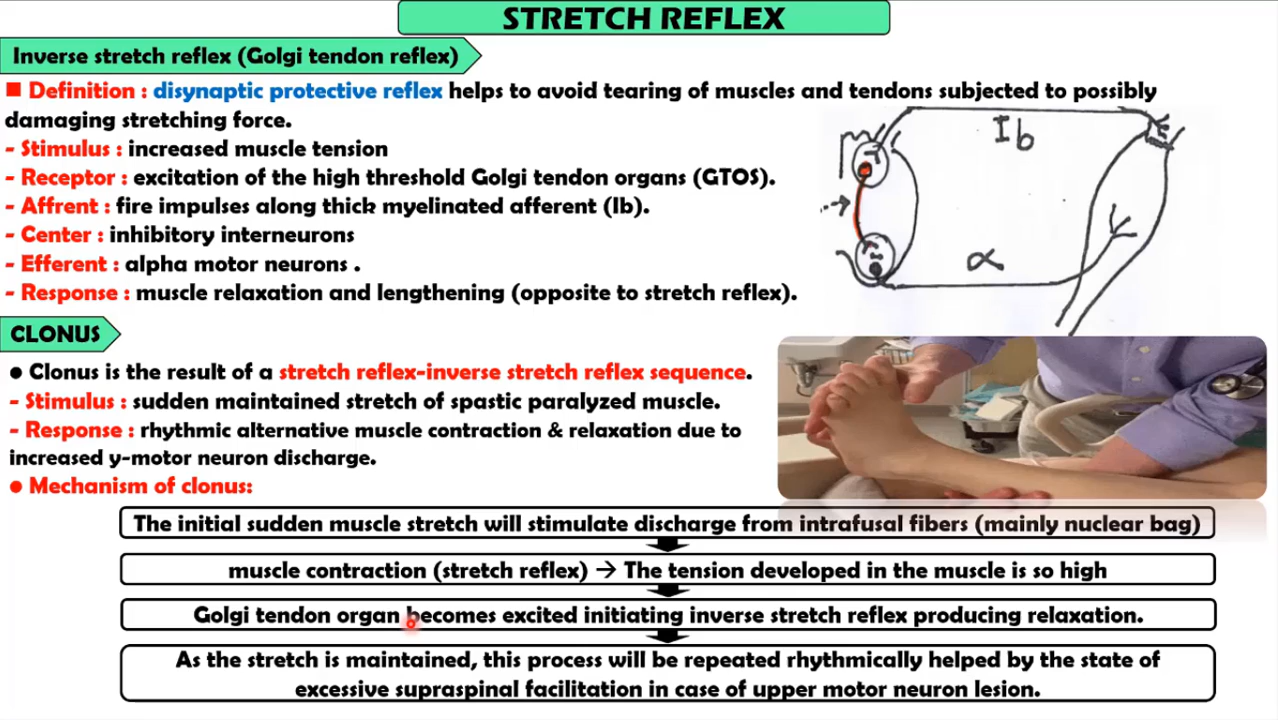 STRETCH REFLEX
Inverse stretch reflex (Golgi tendon reflex)
Definition : disynaptic protective reflex helps to avoid tearing of muscles and tendons subjected to possibly
damaging stretching force.
- Stimulus : increased muscle tension
- Receptor : excitation of the high threshold Golgi tendon organs (GTOS).
- Affrent : fire impulses along thick myelinated afferent (Ib).
- Center : inhibitory interneurons
- Efferent : alpha motor neurons .
- Response : muscle relaxation and lengthening (opposite to stretch reflex).
Ib
α
CLONUS
● Clonus is the result of a stretch reflex-inverse stretch reflex sequence.
- Stimulus : sudden maintained stretch of spastic paralyzed muscle.
- Response : rhythmic alternative muscle contraction & relaxation due to
increased y-motor neuron discharge.
● Mechanism of clonus:
The initial sudden muscle stretch will stimulate discharge from intrafusal fibers (mainly nuclear bag)
muscle contraction (stretch reflex) → The tension developed in the muscle is so high
Golgi tendon organ becomes excited initiating inverse stretch reflex producing relaxation.
As the stretch is maintained, this process will be repeated rhythmically helped by the state of
excessive supraspinal facilitation in case of upper motor neuron lesion.